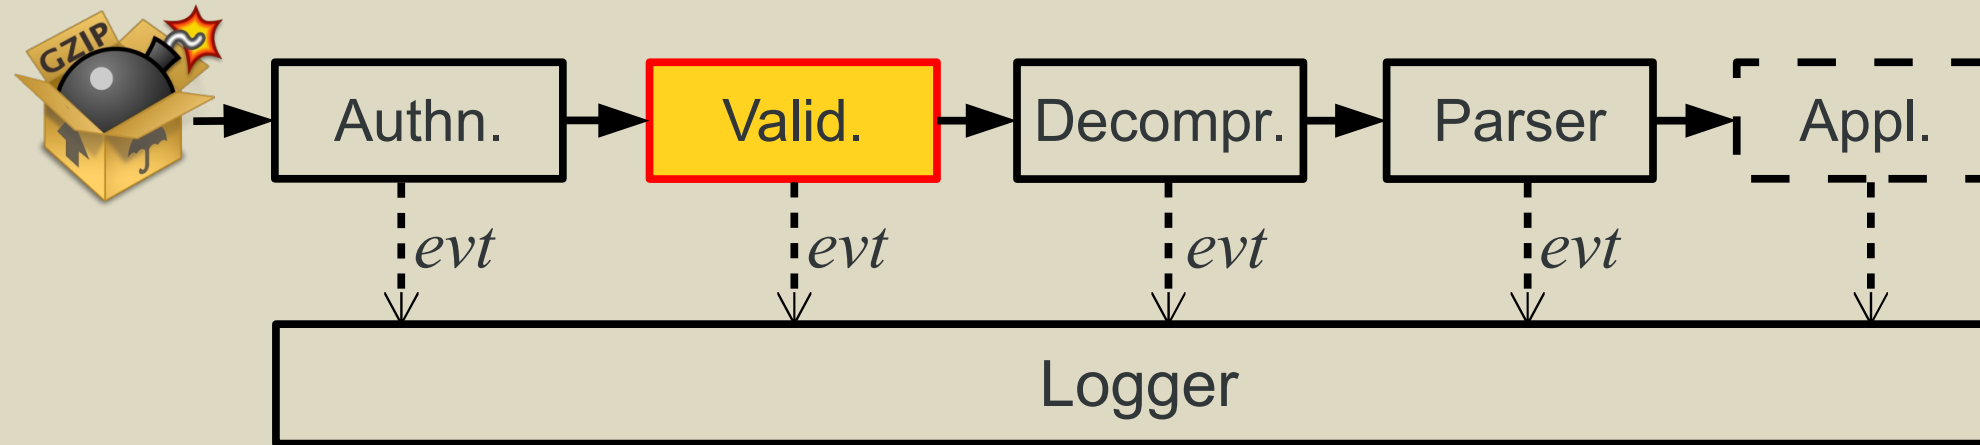 GZIP
Authn.
Valid.
Decompr.
Parser
Appl.
evt
evt
evt
evt
Logger